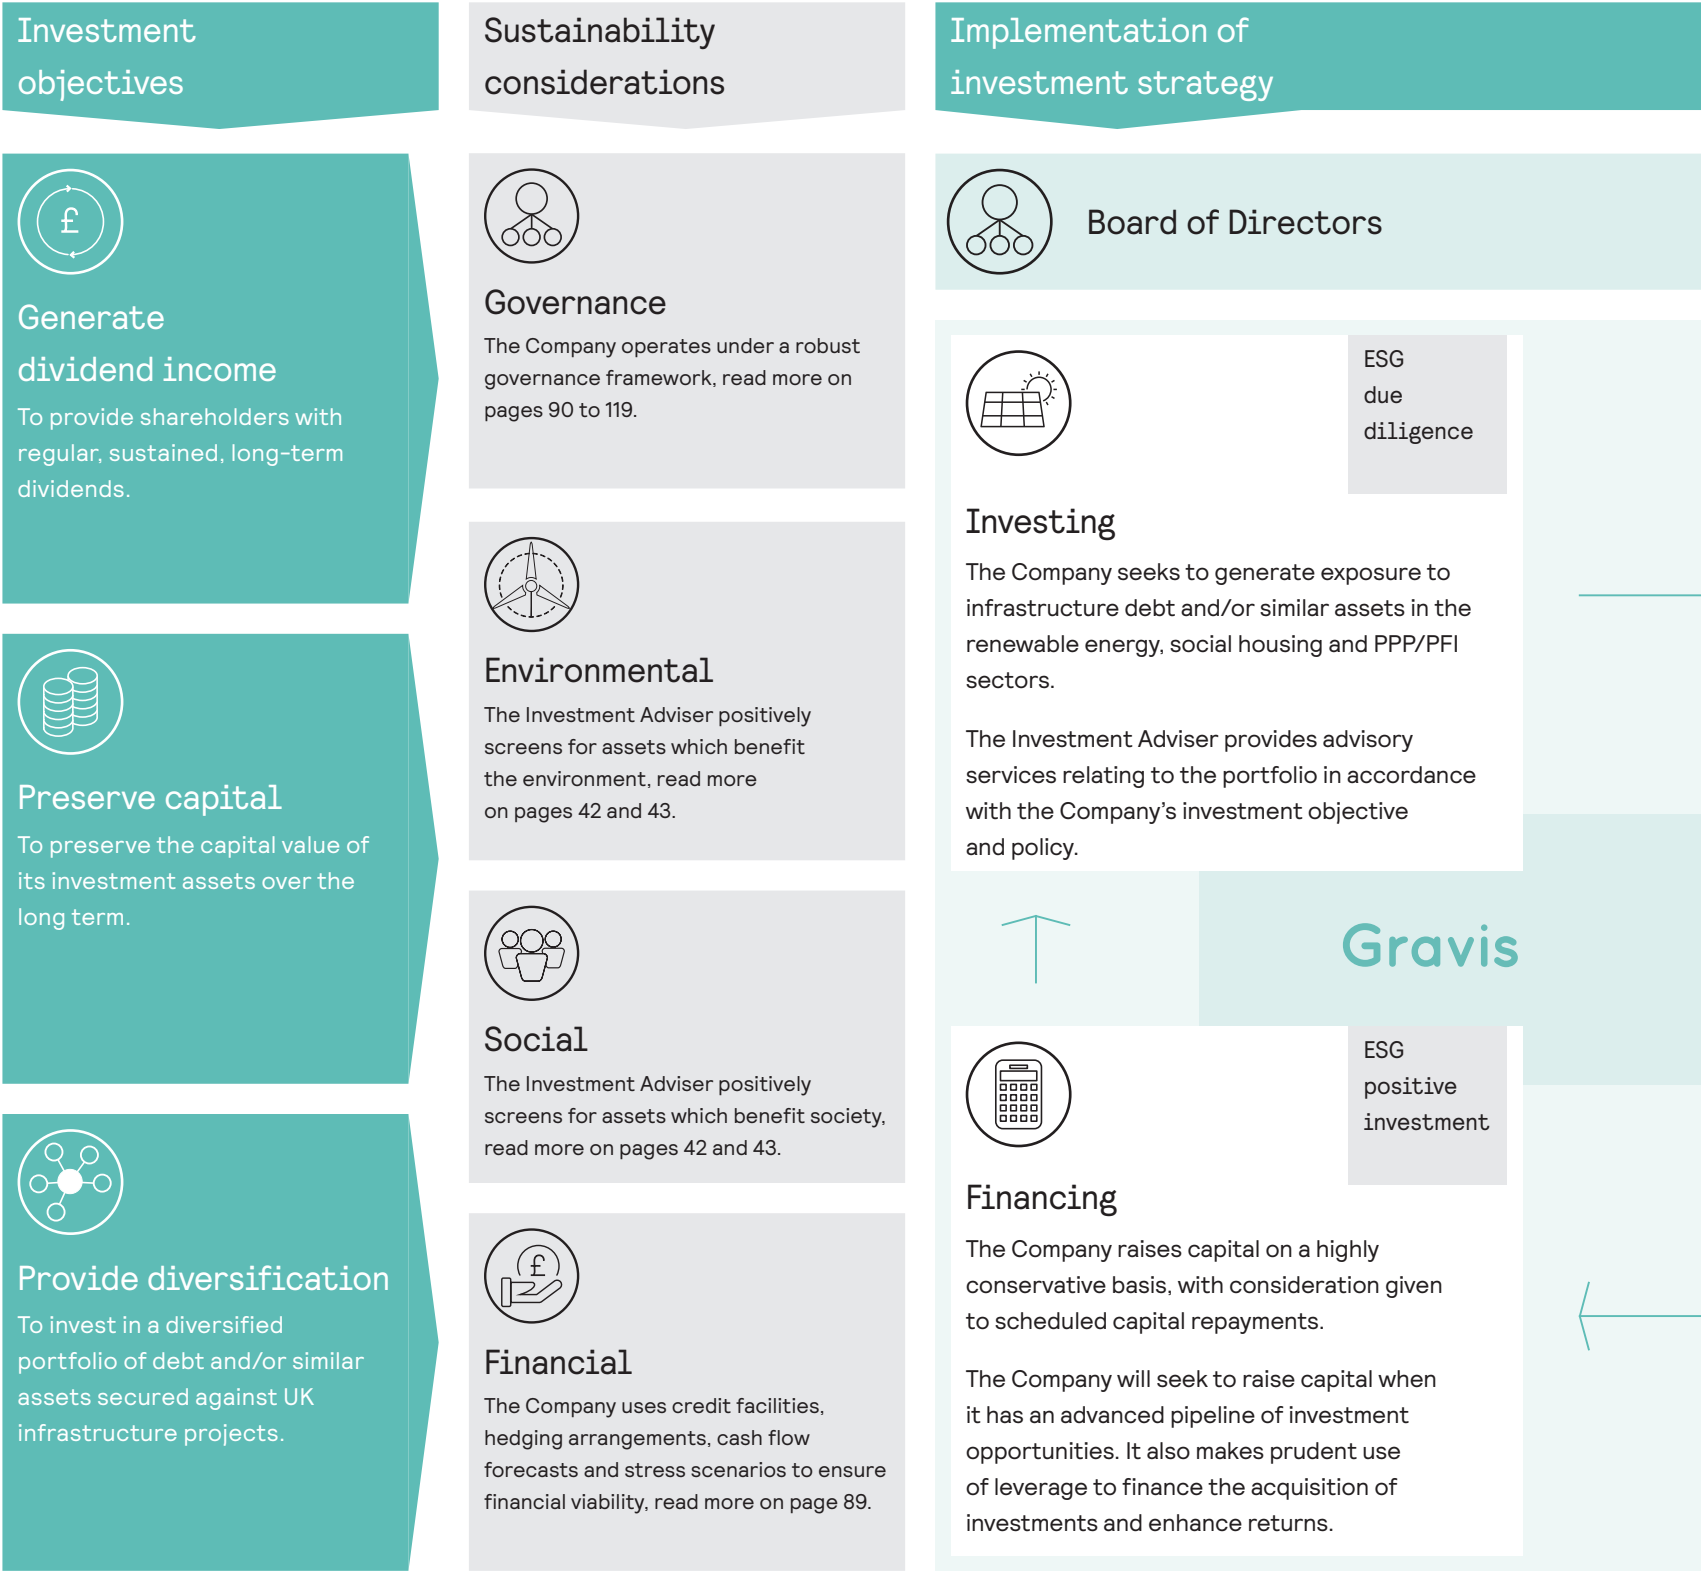 Investment
objectives
Generate
dividend income
To provide shareholders with
regular, sustained, long-term
dividends.
Preserve capital
To preserve the capital value of
its investment assets over the
long term.
Provide diversification
To invest in a diversified
portfolio of debt and/or similar
assets secured against UK
infrastructure projects.
Sustainability
considerations
Governance
The Company operates under a robust
governance framework, read more on
pages 90 to 119.
Environmental
The Investment Adviser positively
screens for assets which benefit
the environment, read more
on pages 42 and 43.
Social
The Investment Adviser positively
screens for assets which benefit society,
read more on pages 42 and 43.
Financial
The Company uses credit facilities,
hedging arrangements, cash flow
forecasts and stress scenarios to ensure
financial viability, read more on page 89.
Implementation of
investment strategy
Board of Directors
ESG
due
diligence
Investing
The Company seeks to generate exposure to
infrastructure debt and/or similar assets in the
renewable energy, social housing and PPP/PFI
sectors.
The Investment Adviser provides advisory
services relating to the portfolio in accordance
with the Company's investment objective
and policy.
Gravis
ESG
positive
investment
Financing
The Company raises capital on a highly
conservative basis, with consideration given
to scheduled capital repayments.
The Company will seek to raise capital when
it has an advanced pipeline of investment
opportunities. It also makes prudent use
of leverage to finance the acquisition of
investments and enhance returns.